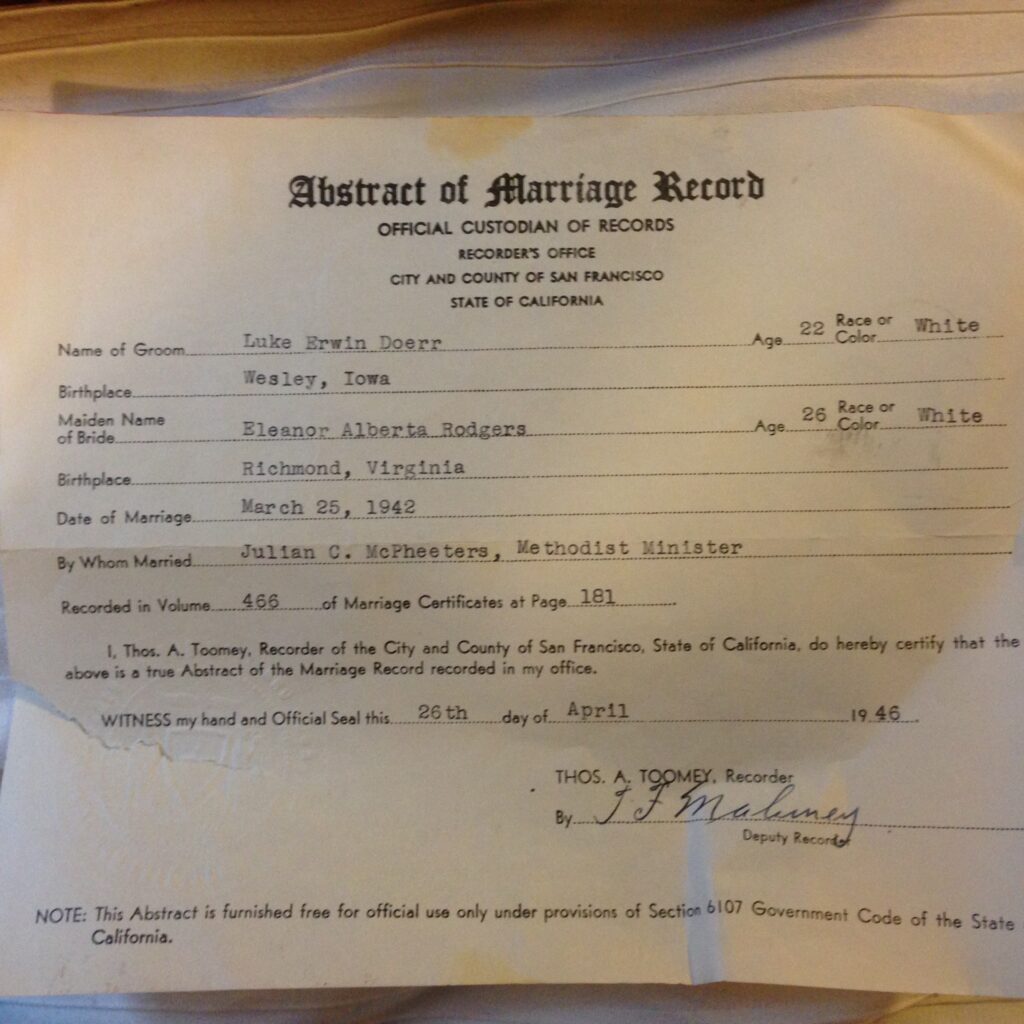 Abstract of Marriage Record
OFFICIAL CUSTODIAN OF RECORDS
RECORDER'S OFFICE
CITY AND COUNTY OF SAN FRANCISCO
STATE OF CALIFORNIA
Name of Groom Luke Erwin Doerr Age 22 Race or Color White
Birthplace Wesley, Iowa
Maiden Name of Bride Eleanor Alberta Rodgers Age 26 Race or Color White
Birthplace Richmond, Virginia
Date of Marriage March 25, 1942
By Whom Married Julian C. McPheeters, Methodist Minister
Recorded in Volume 466 of Marriage Certificates at Page 181
I, Thos. A. Toomey, Recorder of the City and County of San Francisco, State of California, do hereby certify that the
above is a true Abstract of the Marriage Record recorded in my office.
WITNESS my hand and Official Seal this 26th day of April 1946
THOS. A. TOOMEY, Recorder
By
Deputy Recorder
NOTE: This Abstract is furnished free for official use only under provisions of Section 6107 Government Code of the State
California.